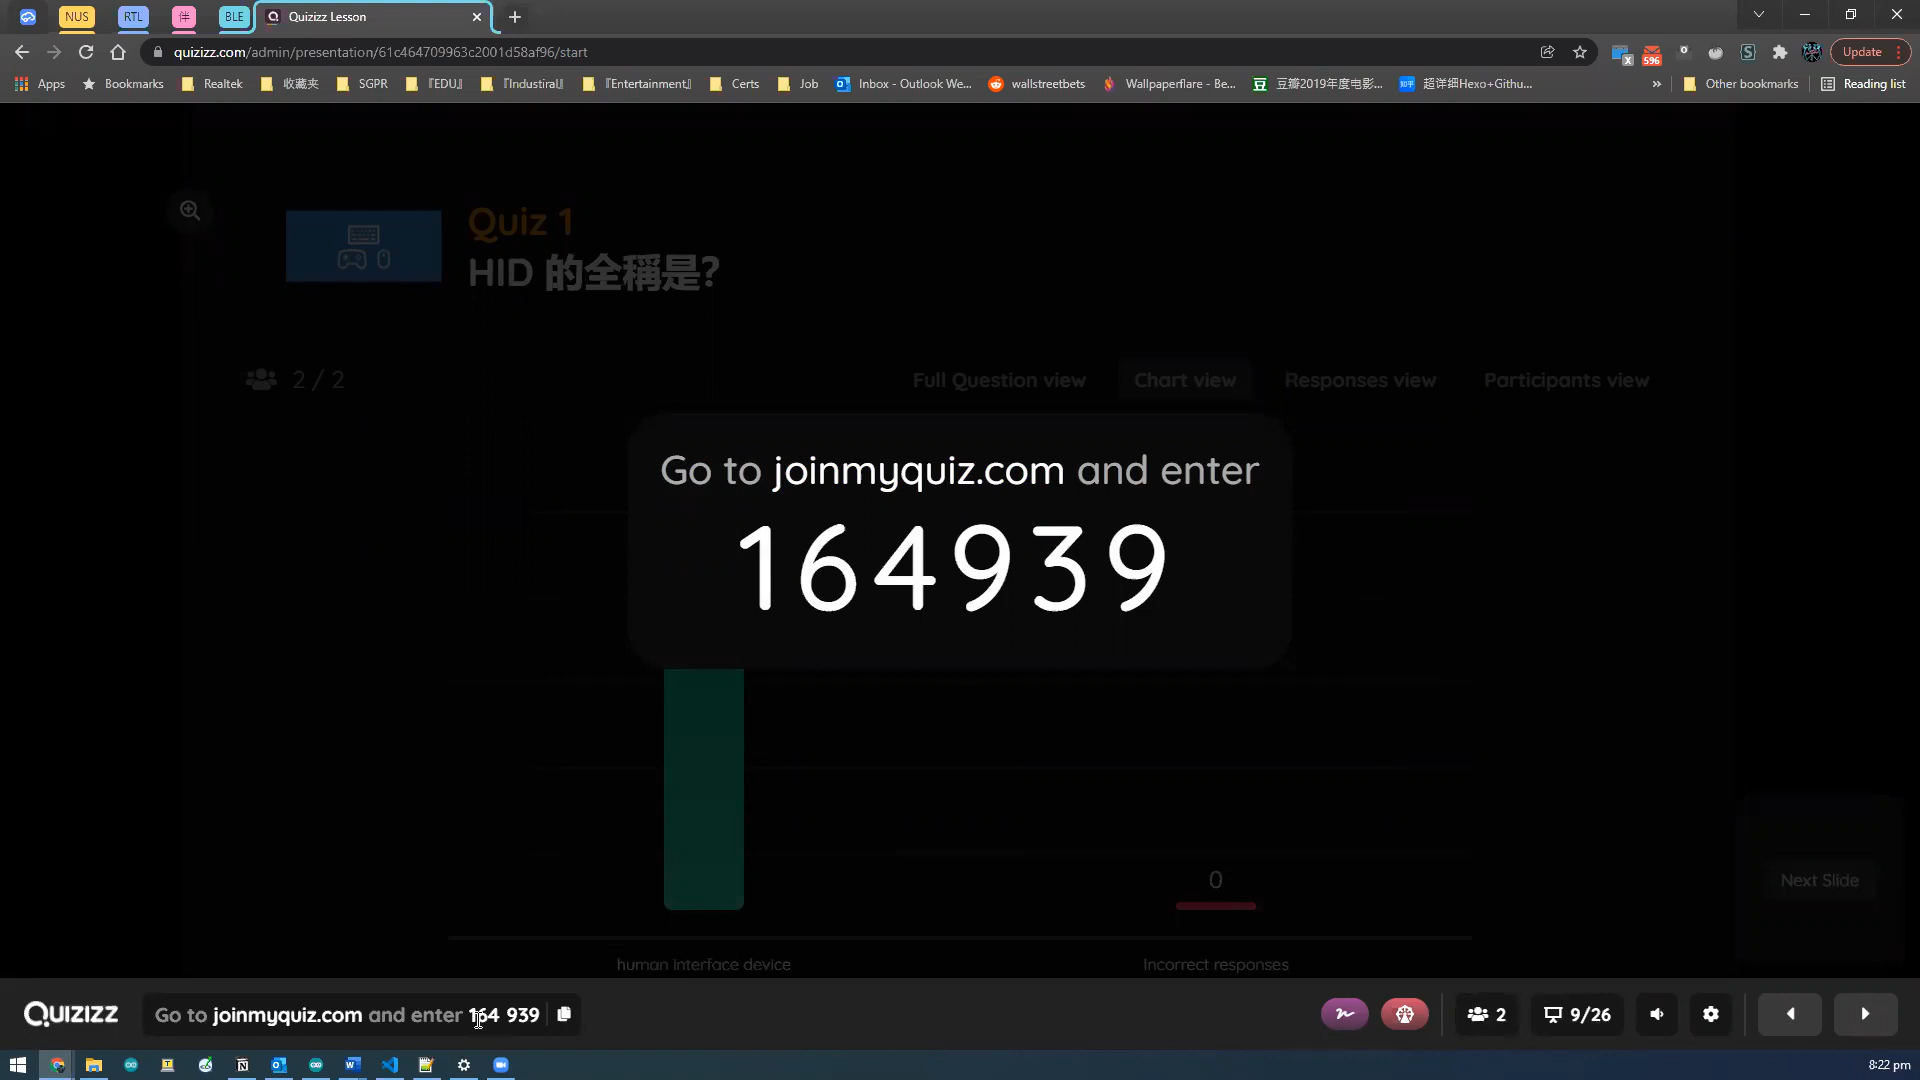 NUS
RTL
伴
BLE
Quizizz Lesson
quizizz.com/admin/presentation/61c464709963c2001d58af96/start
596
Update
Apps
Bookmarks
Realtek
收藏夹
SGPR
『EDU』
『Industiral』
『Entertainment』
Certs
Job
Inbox - Outlook We...
wallstreetbets
Wallpaperflare - Be...
豆瓣2019年度电影...
超详细Hexo+Githu...
»
Other bookmarks
Reading list
Quiz 1
HID 的全稱是?
2 / 2
Full Question view
Chart view
Responses view
Participants view
Go to joinmyquiz.com and enter
164939
0
Next Slide
human interface device
Incorrect responses
QUIZIZZ
Go to joinmyquiz.com and enter 164 939
2
9/26
8:22 pm